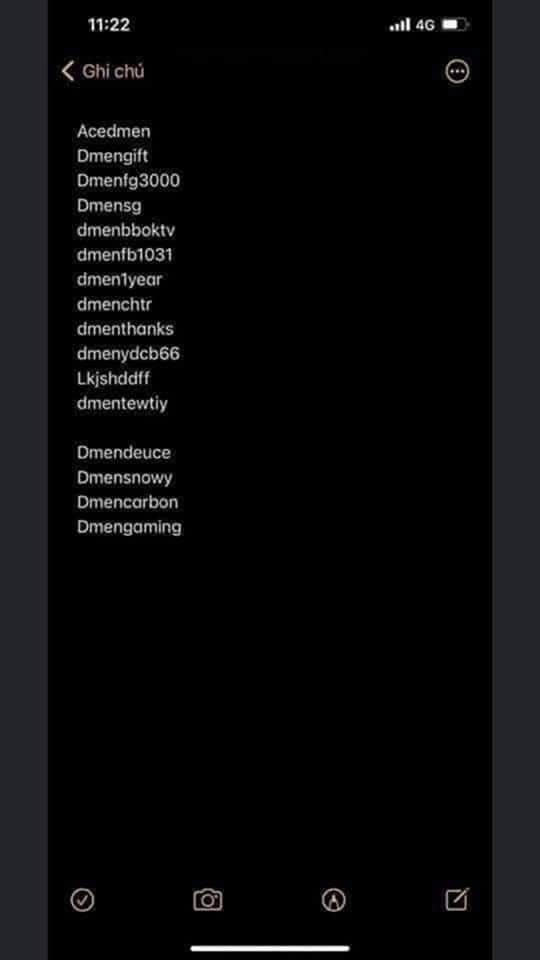 11:22
4G
Ghi chú
Acedmen
Dmengift
Dmenfg3000
Dmensg
dmenbboktv
dmenfb1031
dmen1year
dmenchtr
dmenthanks
dmenydcb66
Lkjshddff
dmentewtiy
Dmendeuce
Dmensnowy
Dmencarbon
Dmengaming